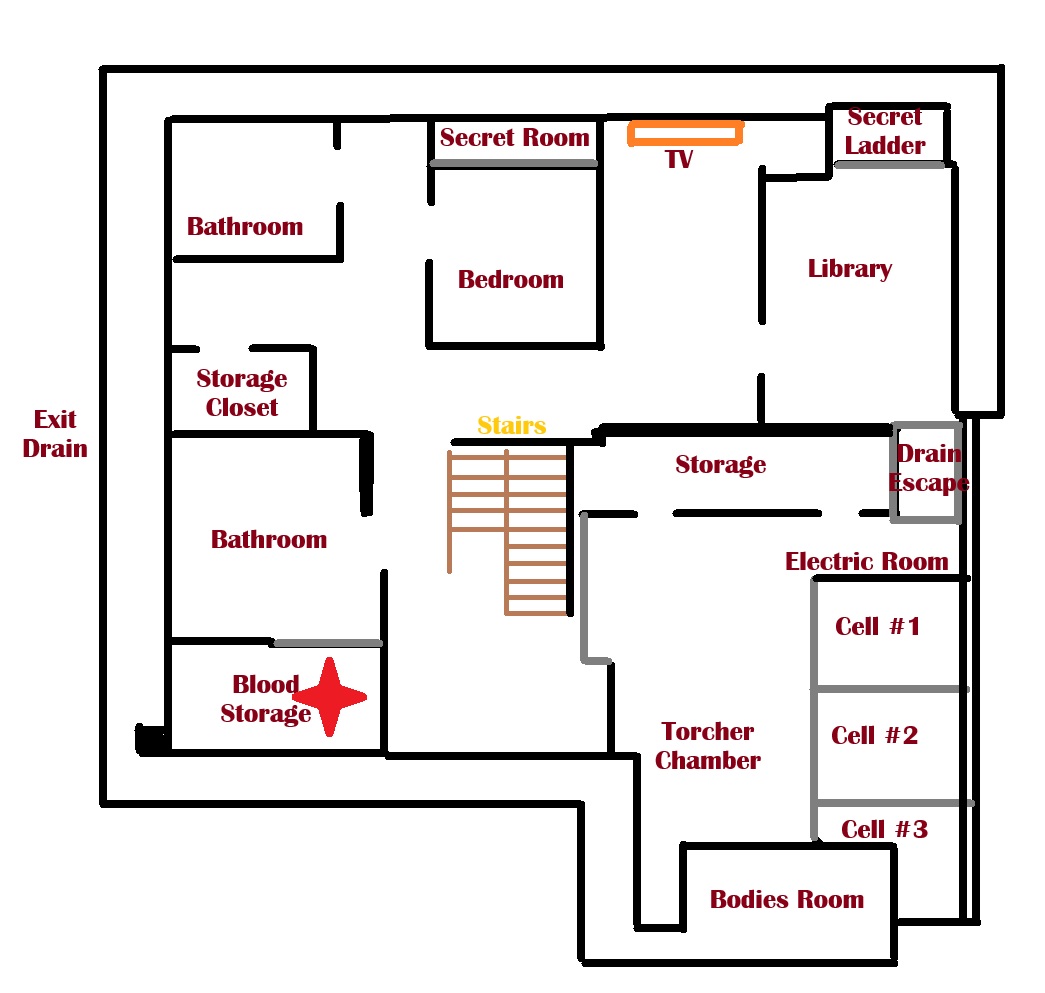 Secret Room
TV
Secret
Ladder
Bathroom
Bedroom
Library
Storage
Closet
Exit
Drain
Stairs
Storage
Drain
Escape
Bathroom
Electric Room
Cell #1
Blood
Storage
Torcher
Chamber
Cell #2
Cell #3
Bodies Room